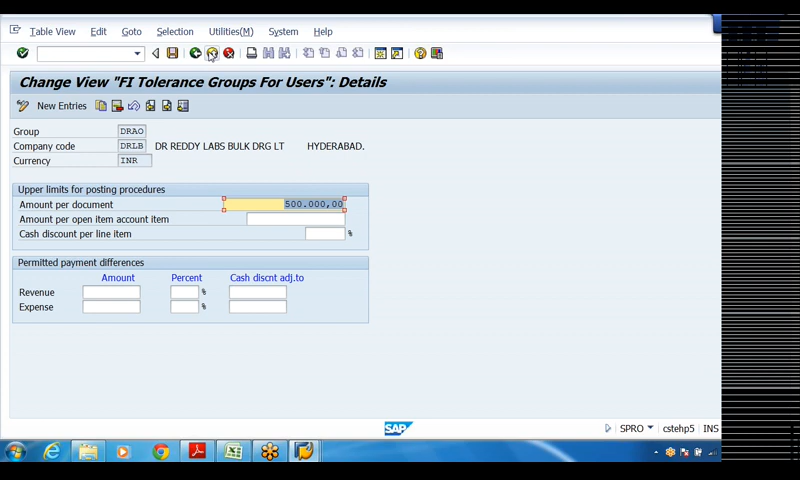 Table View Edit Goto Selection Utilities(M) System Help
Change View "FI Tolerance Groups For Users": Details
New Entries
Group DRAO
Company code DRLB DR REDDY LABS BULK DRG LT HYDERABAD.
Currency INR
Upper limits for posting procedures
Amount per document 500.000,00
Amount per open item account item
Cash discount per line item %
Permitted payment differences
Amount Percent Cash discnt adj.to
Revenue %
Expense %
SAP
SPRO cstehp5 INS